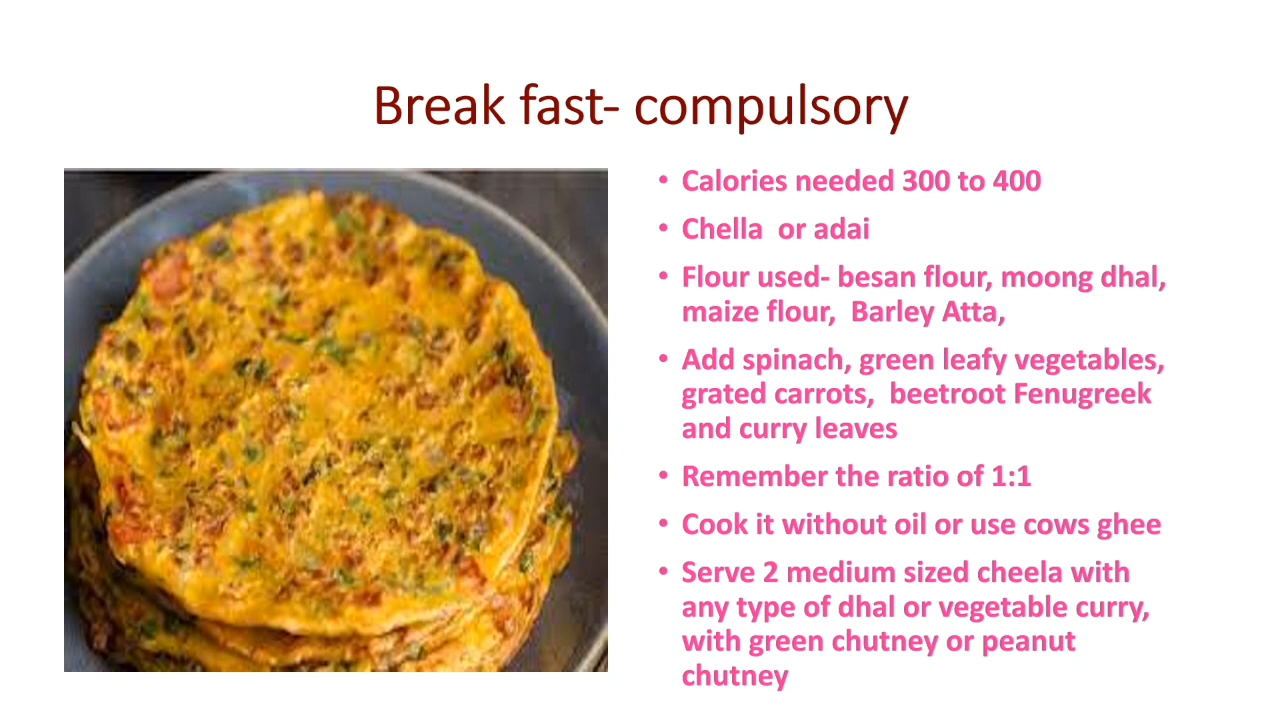 Break fast- compulsory
• Calories needed 300 to 400
• Chella  or adai
• Flour used- besan flour, moong dhal,
maize flour,  Barley Atta,
• Add spinach, green leafy vegetables,
grated carrots,  beetroot Fenugreek
and curry leaves
• Remember the ratio of 1:1
• Cook it without oil or use cows ghee
• Serve 2 medium sized cheela with
any type of dhal or vegetable curry,
with green chutney or peanut
chutney